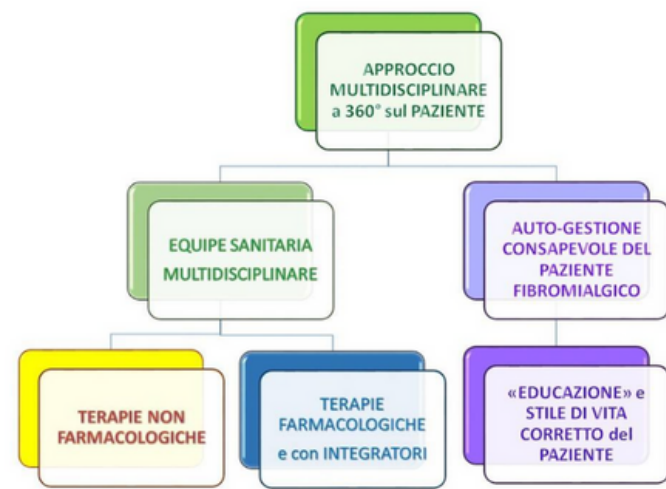 APPROCCIO
MULTIDISCIPLINARE
a 360° sul PAZIENTE
EQUIPE SANITARIA
MULTIDISCIPLINARE
AUTO-GESTIONE
CONSAPEVOLE DEL
PAZIENTE
FIBROMIALGICO
TERAPIE NON
FARMACOLOGICHE
TERAPIE
FARMACOLOGICHE
e con INTEGRATORI
«EDUCAZIONE» e
STILE DI VITA
CORRETTO del
PAZIENTE